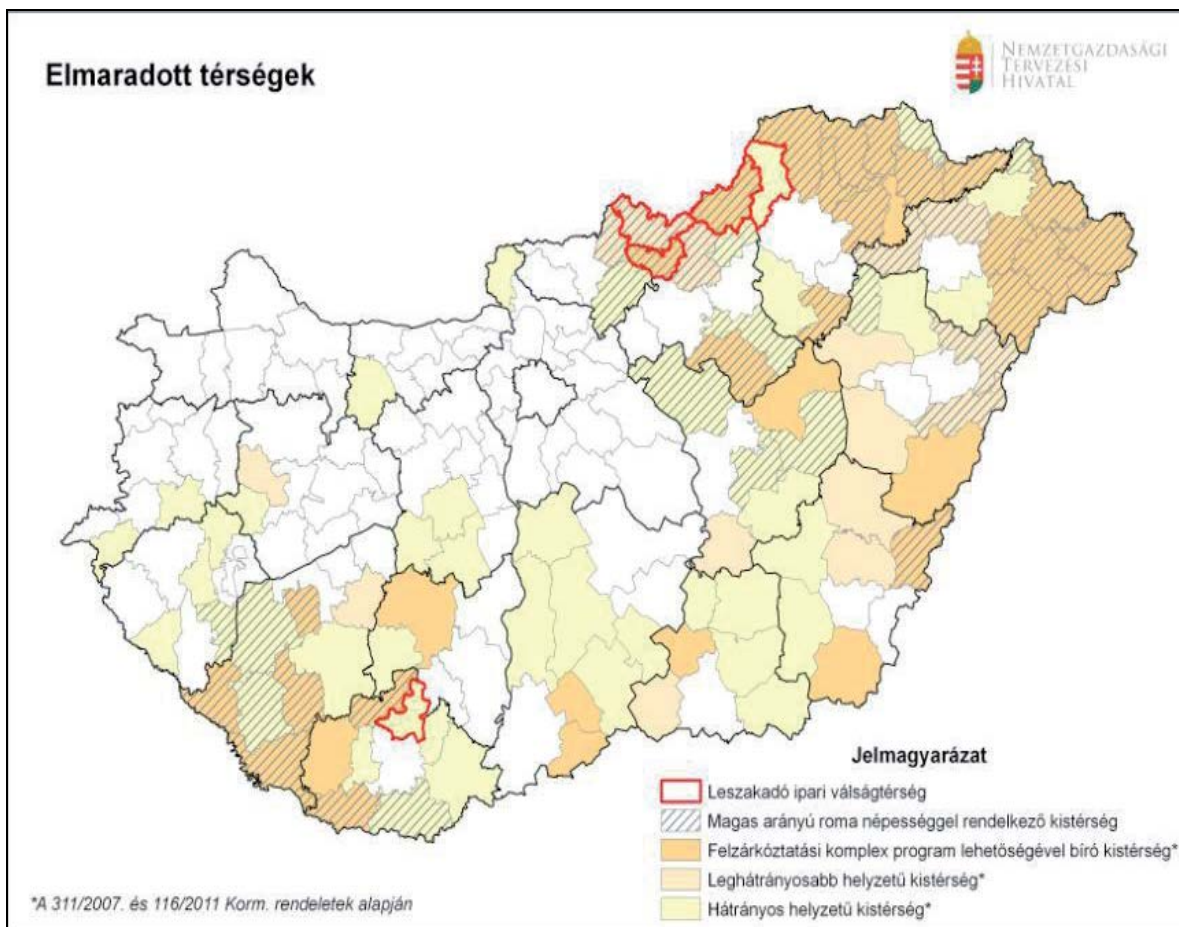 Elmaradott térségek
NEMZETGAZDASÁGI
TERVEZÉSI
HIVATAL
Jelmagyarázat
Leszakadó ipari válságtérség
Magas arányú roma népességgel rendelkező kistérség
Felzárkóztatási komplex program lehetőségével bíró kistérség*
Leghátrányosabb helyzetű kistérség*
Hátrányos helyzetű kistérség*
*A 311/2007. és 116/2011 Korm. rendeletek alapján